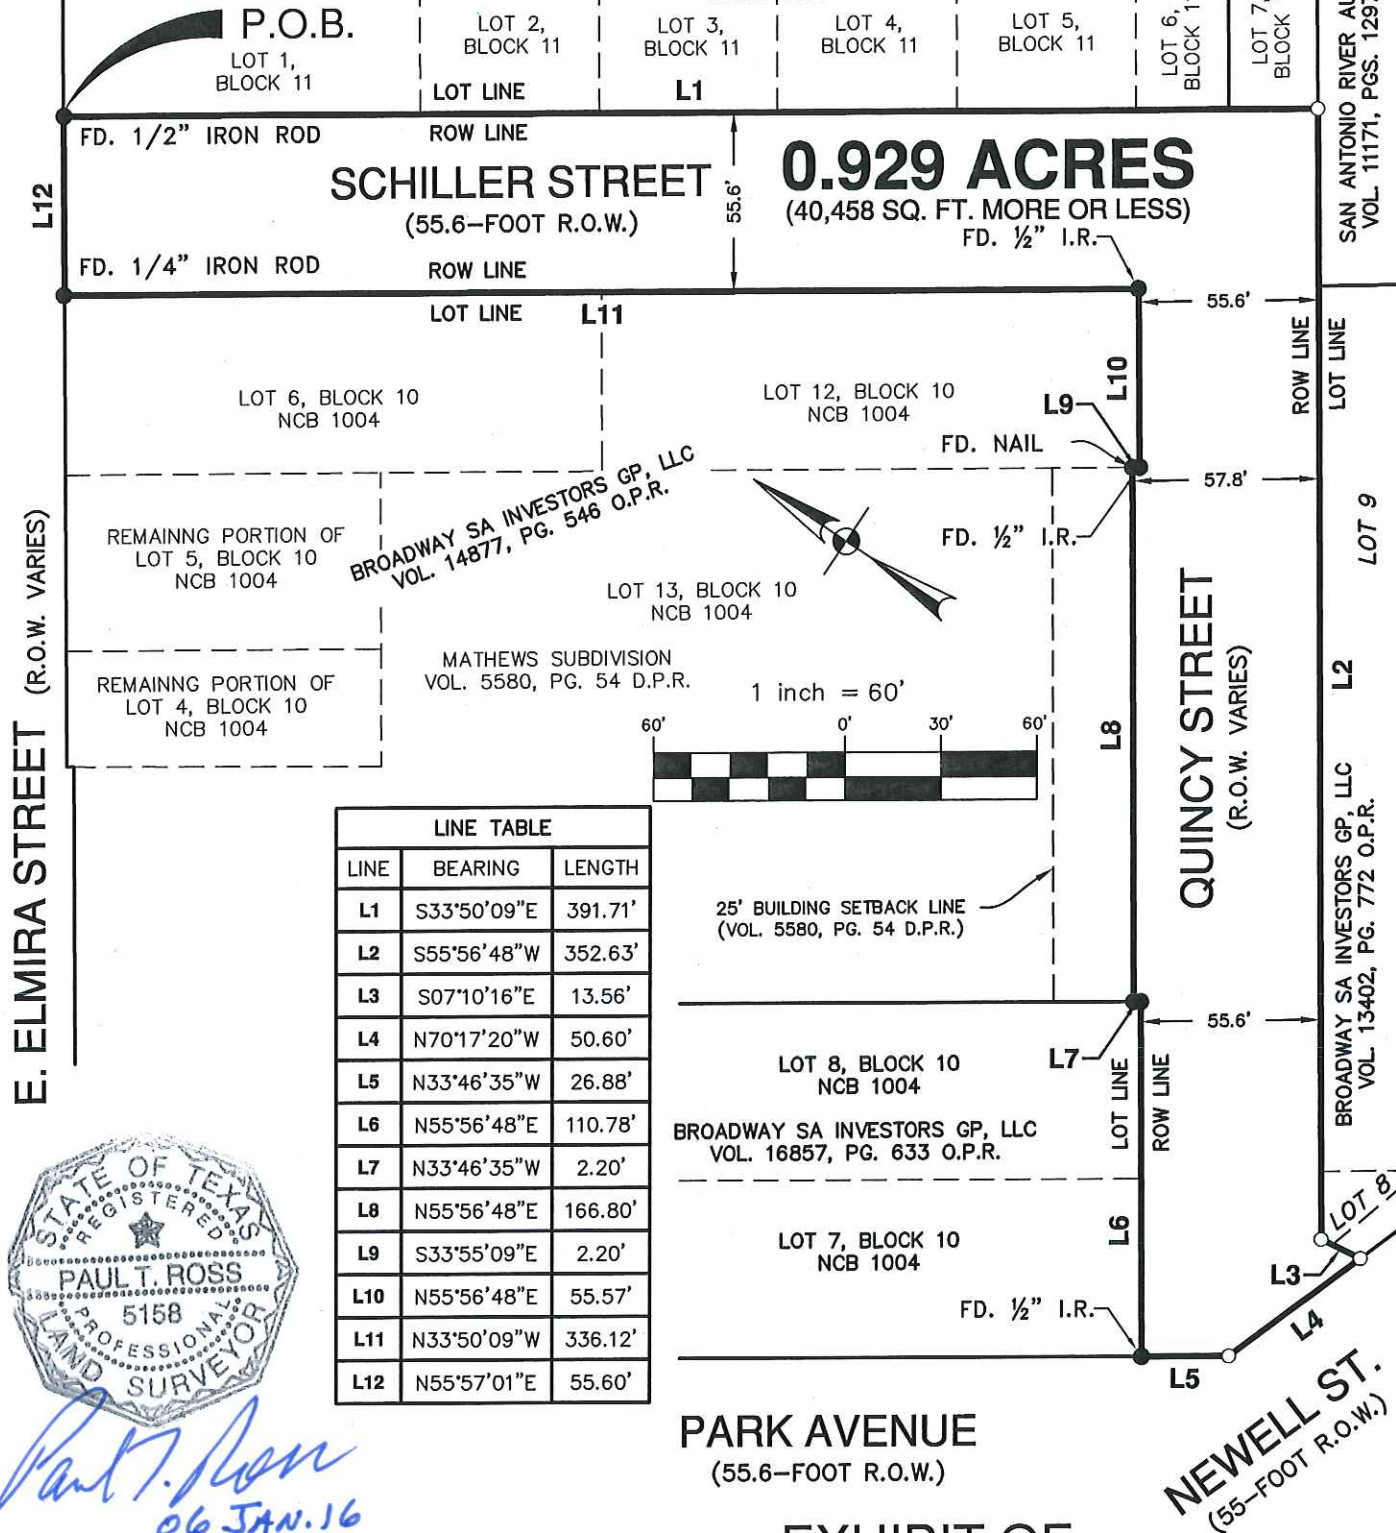 P.O.B.
LOT 1,
BLOCK 11
LOT 2,
BLOCK 11
LOT 3,
BLOCK 11
LOT 4,
BLOCK 11
LOT 5,
BLOCK 11
LOT 6,
BLOCK 1
LOT 7,
BLOCK
SAN ANTONIO RIVER AU
VOL. 11171, PGS. 1297
LOT LINE
L1
FD. 1/2" IRON ROD
ROW LINE
SCHILLER STREET
(55.6–FOOT R.O.W.)
55.6'
0.929 ACRES
(40,458 SQ. FT. MORE OR LESS)
FD. ½" I.R.
L12
FD. 1/4" IRON ROD
ROW LINE
LOT LINE
L11
55.6'
ROW LINE
LOT LINE
LOT 6, BLOCK 10
NCB 1004
LOT 12, BLOCK 10
NCB 1004
L10
L9
FD. NAIL
57.8'
FD. ½" I.R.
BROADWAY SA INVESTORS GP, LLC
VOL. 14877, PG. 546 O.P.R.
REMAINNG PORTION OF
LOT 5, BLOCK 10
NCB 1004
LOT 13, BLOCK 10
NCB 1004
LOT 9
REMAINNG PORTION OF
LOT 4, BLOCK 10
NCB 1004
MATHEWS SUBDIVISION
VOL. 5580, PG. 54 D.P.R.
1 inch = 60'
60'
0'
30'
60'
L8
QUINCY STREET
(R.O.W. VARIES)
L2
E. ELMIRA STREET (R.O.W. VARIES)
25' BUILDING SETBACK LINE
(VOL. 5580, PG. 54 D.P.R.)
BROADWAY SA INVESTORS GP, LLC
VOL. 13402, PG. 772 O.P.R.
LINE TABLE
LINE BEARING LENGTH
L1 S33°50'09"E 391.71'
L2 S55°56'48"W 352.63'
L3 S07°10'16"E 13.56'
L4 N70°17'20"W 50.60'
L5 N33°46'35"W 26.88'
L6 N55°56'48"E 110.78'
L7 N33°46'35"W 2.20'
L8 N55°56'48"E 166.80'
L9 S33°55'09"E 2.20'
L10 N55°56'48"E 55.57'
L11 N33°50'09"W 336.12'
L12 N55°57'01"E 55.60'
55.6'
L7
LOT LINE
ROW LINE
LOT 8, BLOCK 10
NCB 1004
BROADWAY SA INVESTORS GP, LLC
VOL. 16857, PG. 633 O.P.R.
LOT 7, BLOCK 10
NCB 1004
L6
LOT 8
L3
L4
FD. ½" I.R.
L5
PARK AVENUE
(55.6–FOOT R.O.W.)
NEWELL ST.
(55–FOOT R.O.W.)
STATE OF TEXAS
REGISTERED
PAUL T. ROSS
5158
PROFESSIONAL
LAND SURVEYOR
Paul T. Ross
06 JAN. 16
EXHIBIT OF